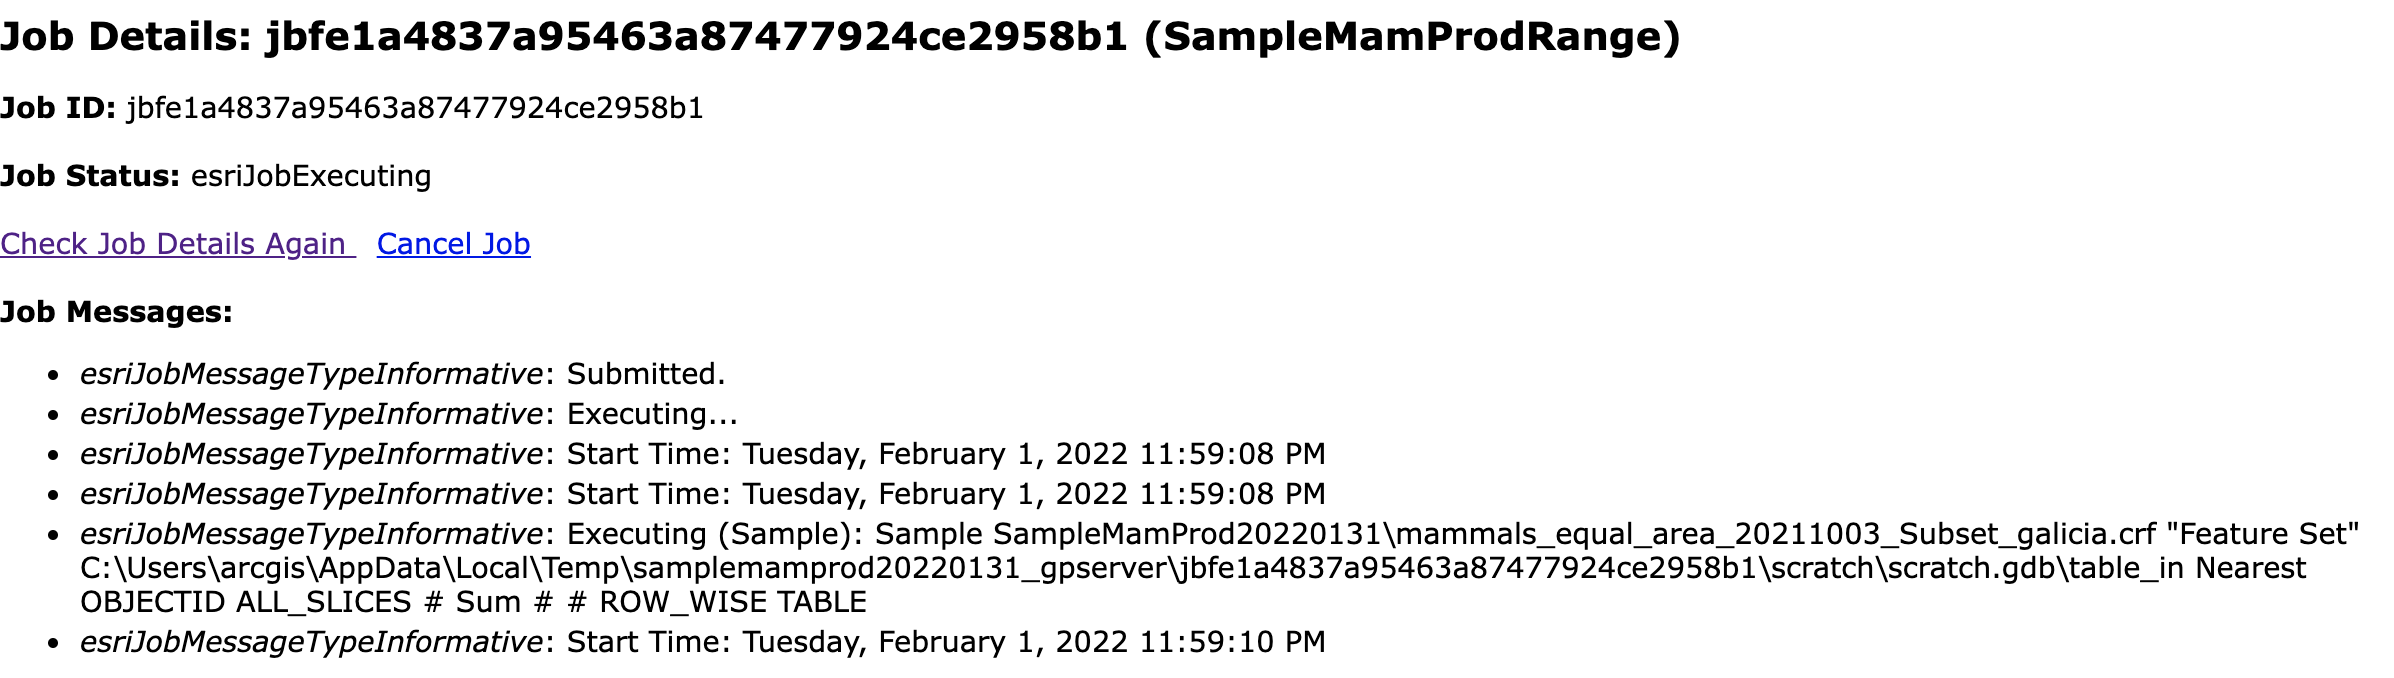 Job Details: jbfe1a4837a95463a87477924ce2958b1 (SampleMamProdRange)
Job ID: jbfe1a4837a95463a87477924ce2958b1
Job Status: esriJobExecuting
Check Job Details Again Cancel Job
Job Messages:
• esriJobMessageTypeInformative: Submitted.
• esriJobMessageTypeInformative: Executing...
• esriJobMessageTypeInformative: Start Time: Tuesday, February 1, 2022 11:59:08 PM
• esriJobMessageTypeInformative: Start Time: Tuesday, February 1, 2022 11:59:08 PM
• esriJobMessageTypeInformative: Executing (Sample): Sample SampleMamProd20220131\mammals_equal_area_20211003_Subset_galicia.crf "Feature Set"
C:\Users\arcgis\AppData\Local\Temp\samplemamprod20220131_gpserver\jbfe1a4837a95463a87477924ce2958b1\scratch\scratch.gdb\table_in Nearest
OBJECTID ALL_SLICES # Sum # # ROW_WISE TABLE
• esriJobMessageTypeInformative: Start Time: Tuesday, February 1, 2022 11:59:10 PM